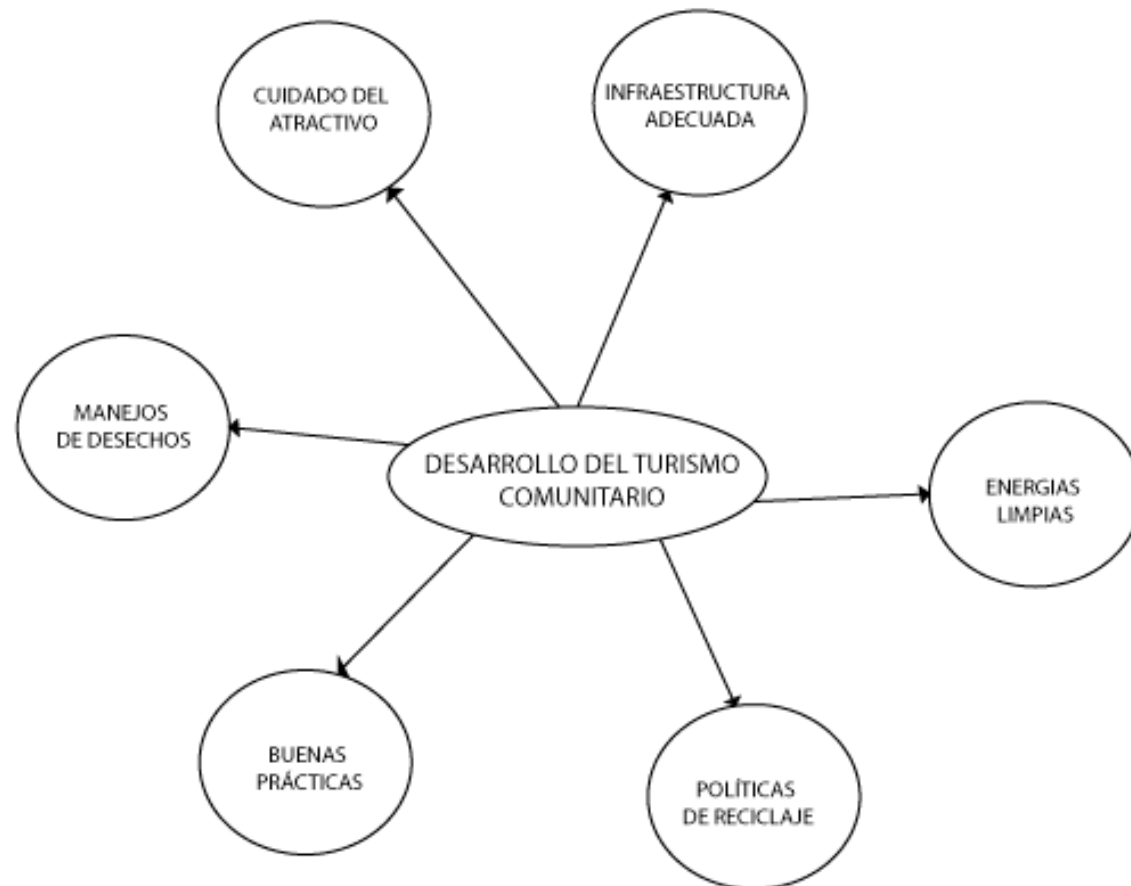 CUIDADO DEL
ATRACTIVO
INFRAESTRUCTURA
ADECUADA
MANEJOS
DE DESECHOS
DESARROLLO DEL TURISMO
COMUNITARIO
ENERGIAS
LIMPIAS
BUENAS
PRÁCTICAS
POLÍTICAS
DE RECICLAJE